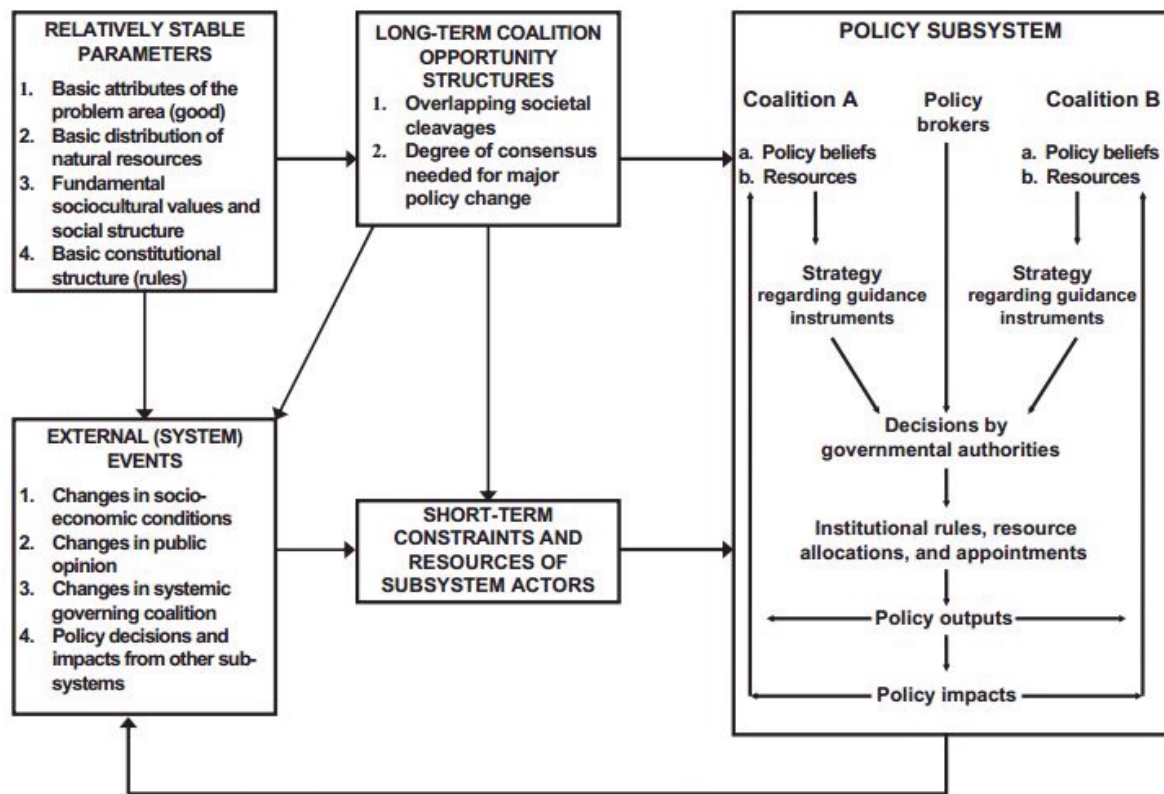 RELATIVELY STABLE
PARAMETERS
1. Basic attributes of the
problem area (good)
2. Basic distribution of
natural resources
3. Fundamental
sociocultural values and
social structure
4. Basic constitutional
structure (rules)
LONG-TERM COALITION
OPPORTUNITY
STRUCTURES
1. Overlapping societal
cleavages
2. Degree of consensus
needed for major
policy change
POLICY SUBSYSTEM
Coalition A
Policy
brokers
Coalition B
a. Policy beliefs
b. Resources
a. Policy beliefs
b. Resources
Strategy
regarding guidance
instruments
Strategy
regarding guidance
instruments
Decisions by
governmental authorities
Institutional rules, resource
allocations, and appointments
Policy outputs
Policy impacts
EXTERNAL (SYSTEM)
EVENTS
1. Changes in socio-
economic conditions
2. Changes in public
opinion
3. Changes in systemic
governing coalition
4. Policy decisions and
impacts from other sub-
systems
SHORT-TERM
CONSTRAINTS AND
RESOURCES OF
SUBSYSTEM ACTORS